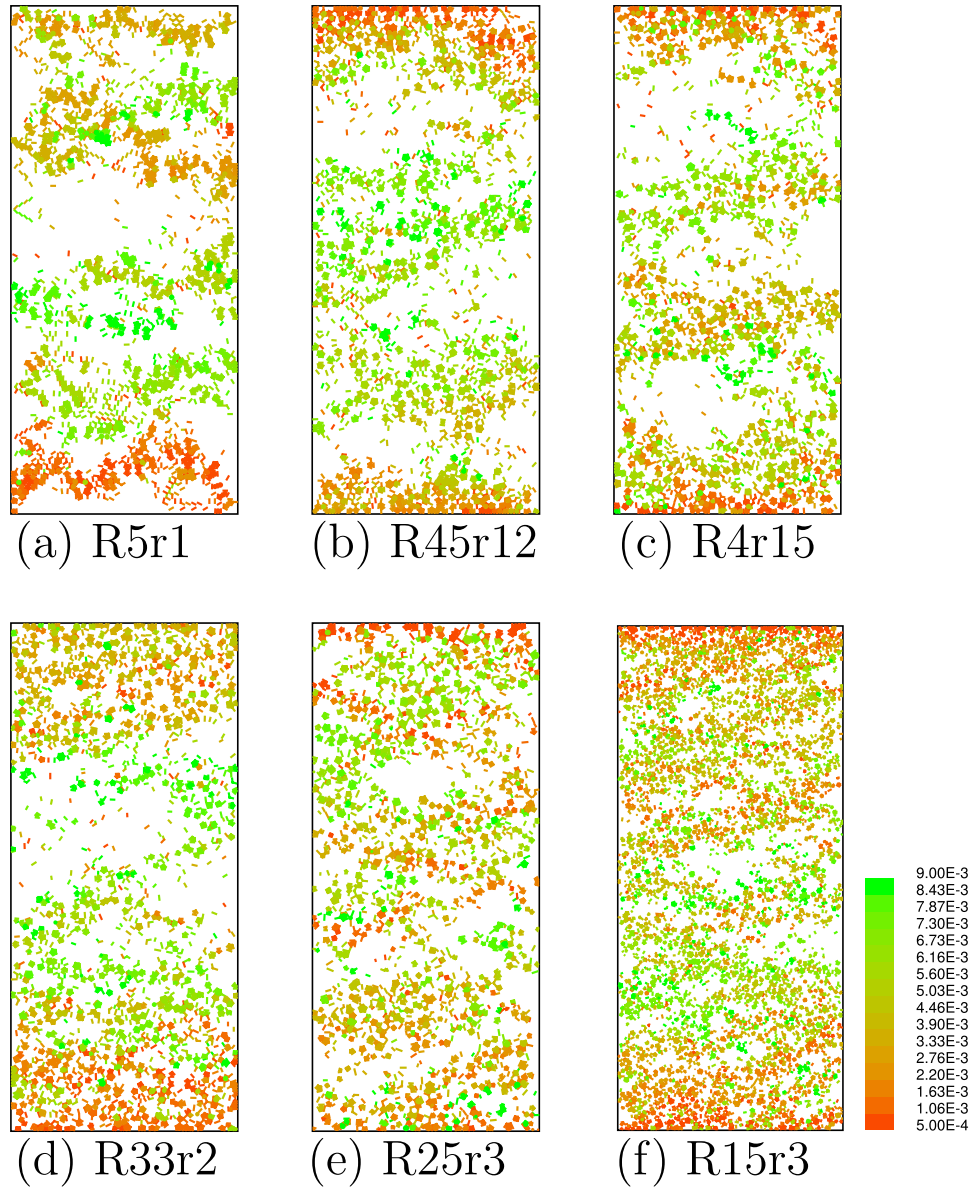 (a) R5r1
(b) R45r12
(c) R4r15
9.00E-3
8.43E-3
7.87E-3
7.30E-3
6.73E-3
6.16E-3
5.60E-3
5.03E-3
4.46E-3
3.90E-3
3.33E-3
2.76E-3
2.20E-3
1.63E-3
1.06E-3
5.00E-4
(d) R33r2
(e) R25r3
(f) R15r3